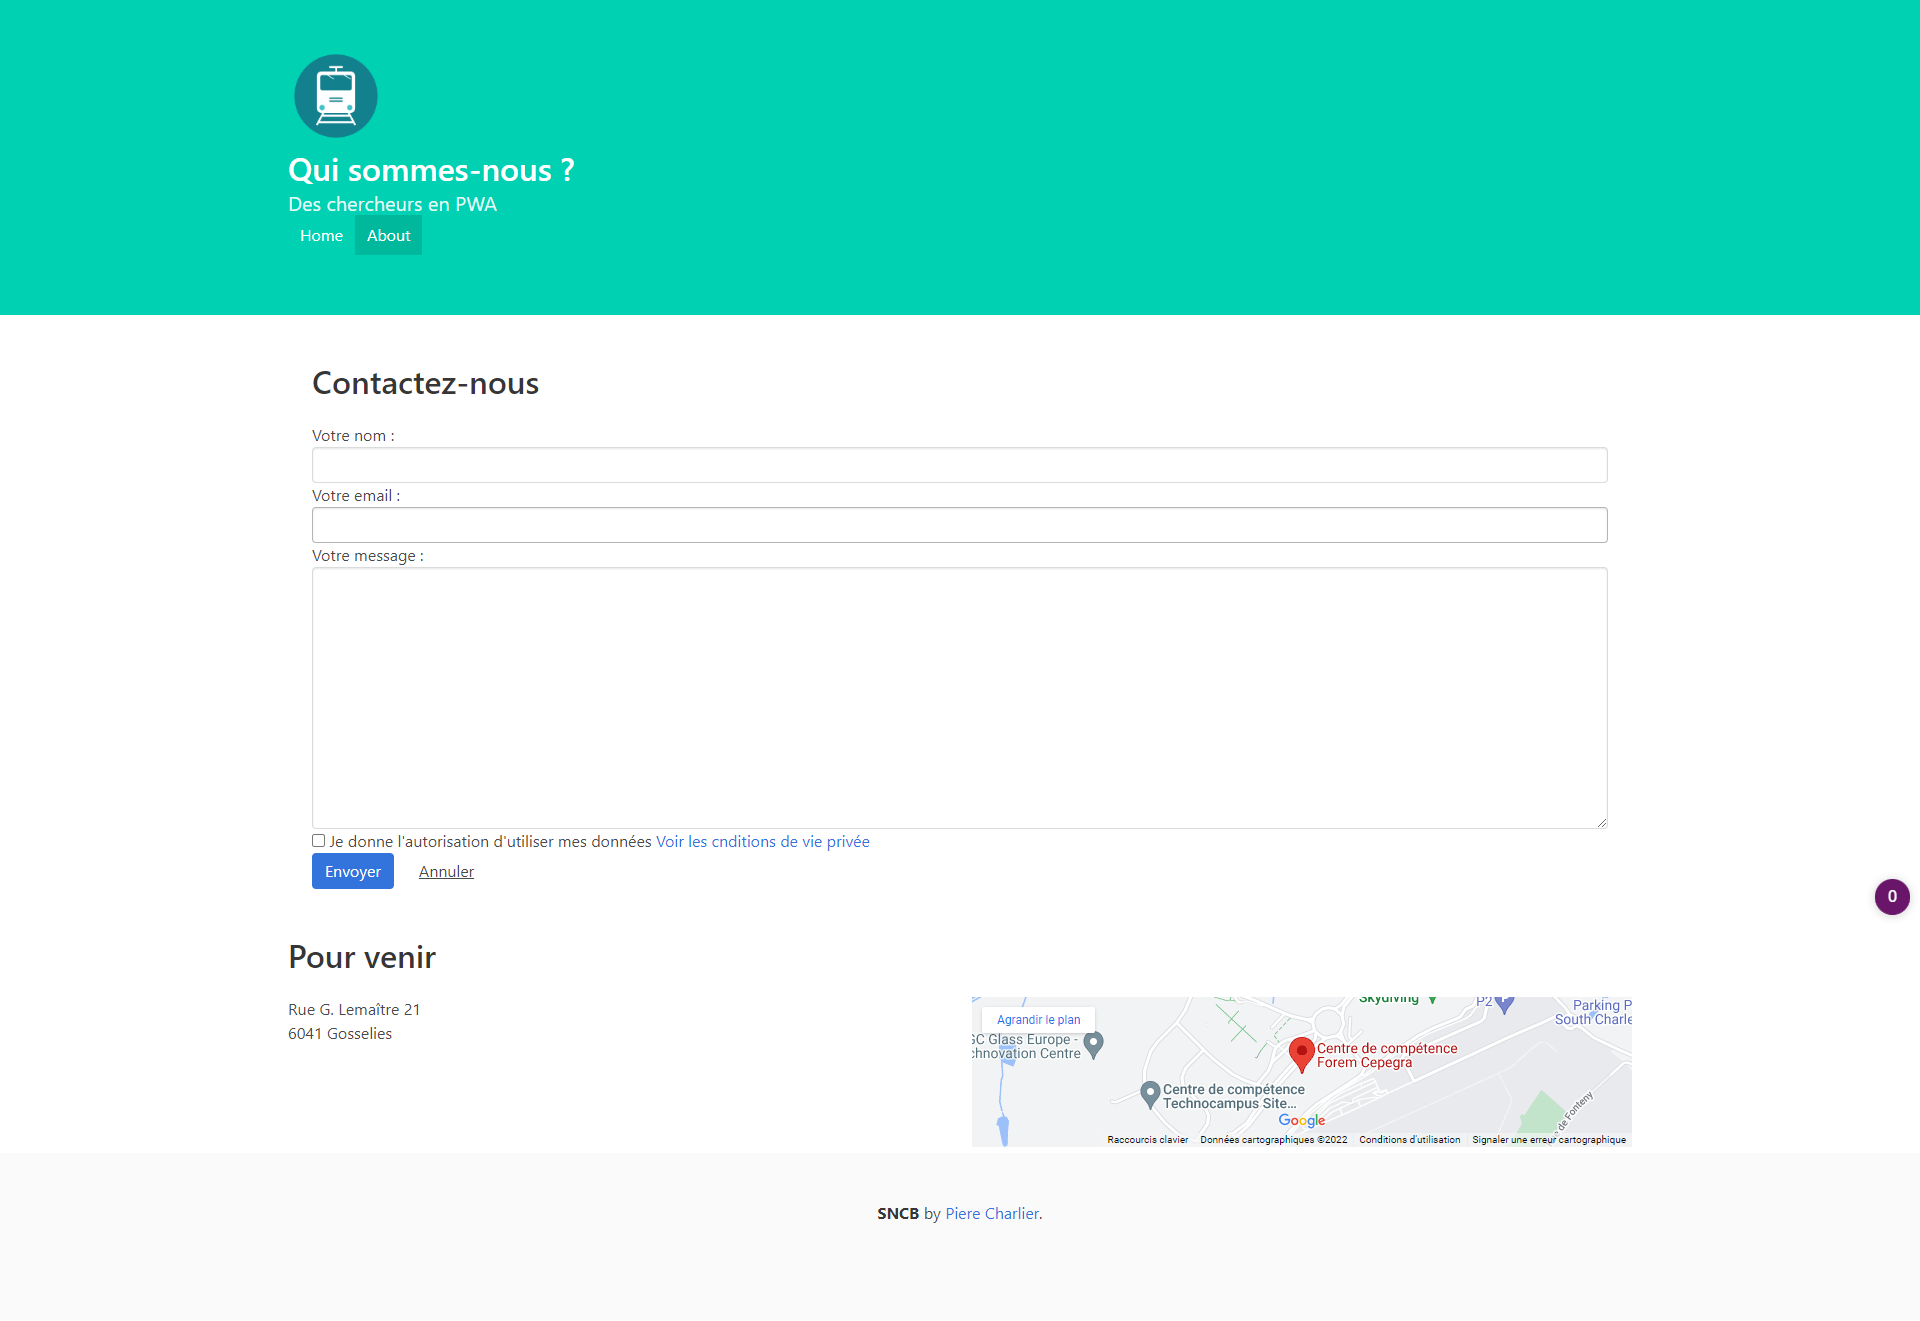 Qui sommes-nous ?
Des chercheurs en PWA
Home About
Contactez-nous
Votre nom :
Votre email :
Votre message :
Je donne l'autorisation d'utiliser mes données Voir les cnditions de vie privée
Envoyer Annuler
0
Pour venir
Rue G. Lemaître 21
6041 Gosselies
Agrandir le plan
Skydiving
P2
Parking P
South Charle
GC Glass Europe -
chnovation Centre
Centre de compétence
Forem Cepegra
Centre de compétence
Technocampus Site...
e de Fonteny
Google
Raccourcis clavier Données cartographiques ©2022 Conditions d'utilisation Signaler une erreur cartographique
SNCB by Piere Charlier.